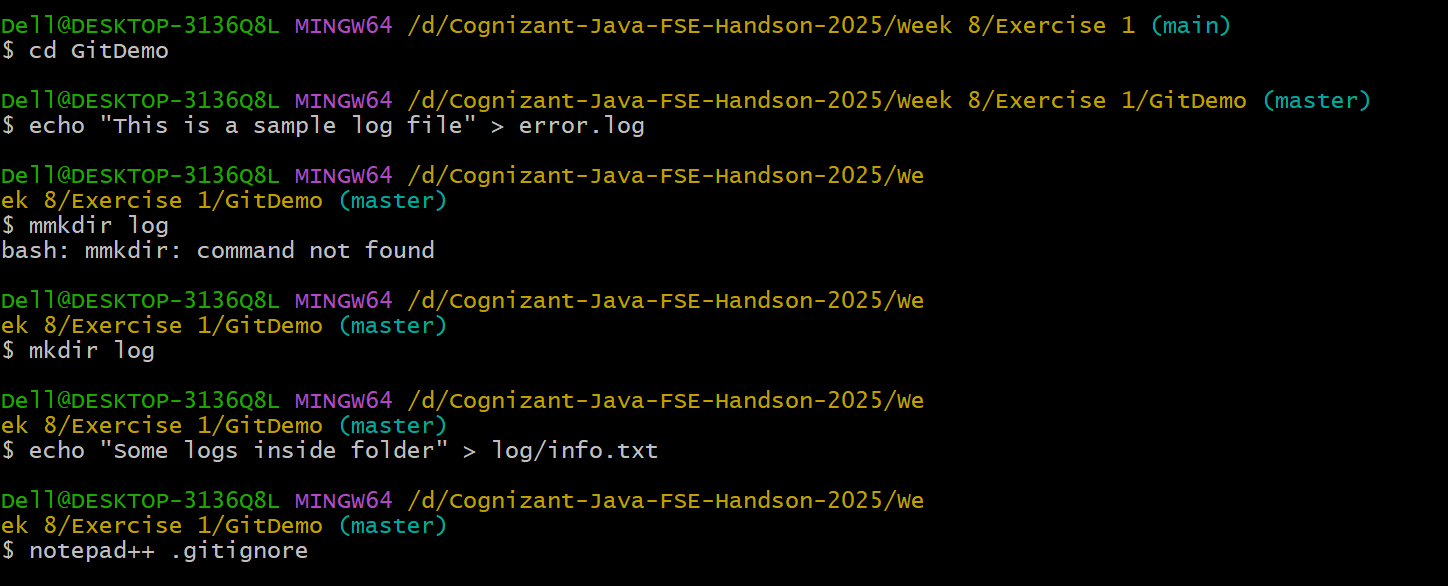 Dell@DESKTOP-3136Q8L MINGW64 /d/Cognizant-Java-FSE-Handson-2025/Week 8/Exercise 1 (main)
$ cd GitDemo
Dell@DESKTOP-3136Q8L MINGW64 /d/Cognizant-Java-FSE-Handson-2025/Week 8/Exercise 1/GitDemo (master)
$ echo "This is a sample log file" > error.log
Dell@DESKTOP-3136Q8L MINGW64 /d/Cognizant-Java-FSE-Handson-2025/We
ek 8/Exercise 1/GitDemo (master)
$ mmkdir log
bash: mmkdir: command not found
Dell@DESKTOP-3136Q8L MINGW64 /d/Cognizant-Java-FSE-Handson-2025/We
ek 8/Exercise 1/GitDemo (master)
$ mkdir log
Dell@DESKTOP-3136Q8L MINGW64 /d/Cognizant-Java-FSE-Handson-2025/We
ek 8/Exercise 1/GitDemo (master)
$ echo "Some logs inside folder" > log/info.txt
Dell@DESKTOP-3136Q8L MINGW64 /d/Cognizant-Java-FSE-Handson-2025/We
ek 8/Exercise 1/GitDemo (master)
$ notepad++ .gitignore